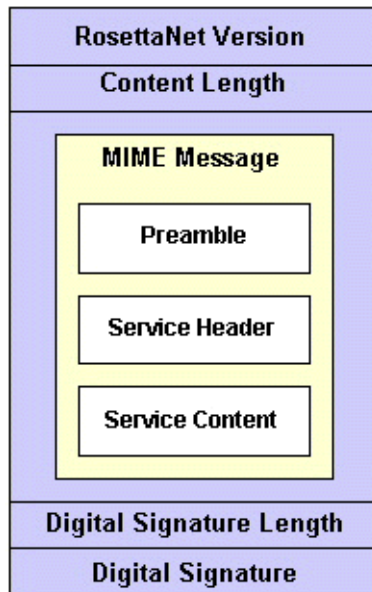 RosettaNet Version
Content Length
MIME Message
Preamble
Service Header
Service Content
Digital Signature Length
Digital Signature